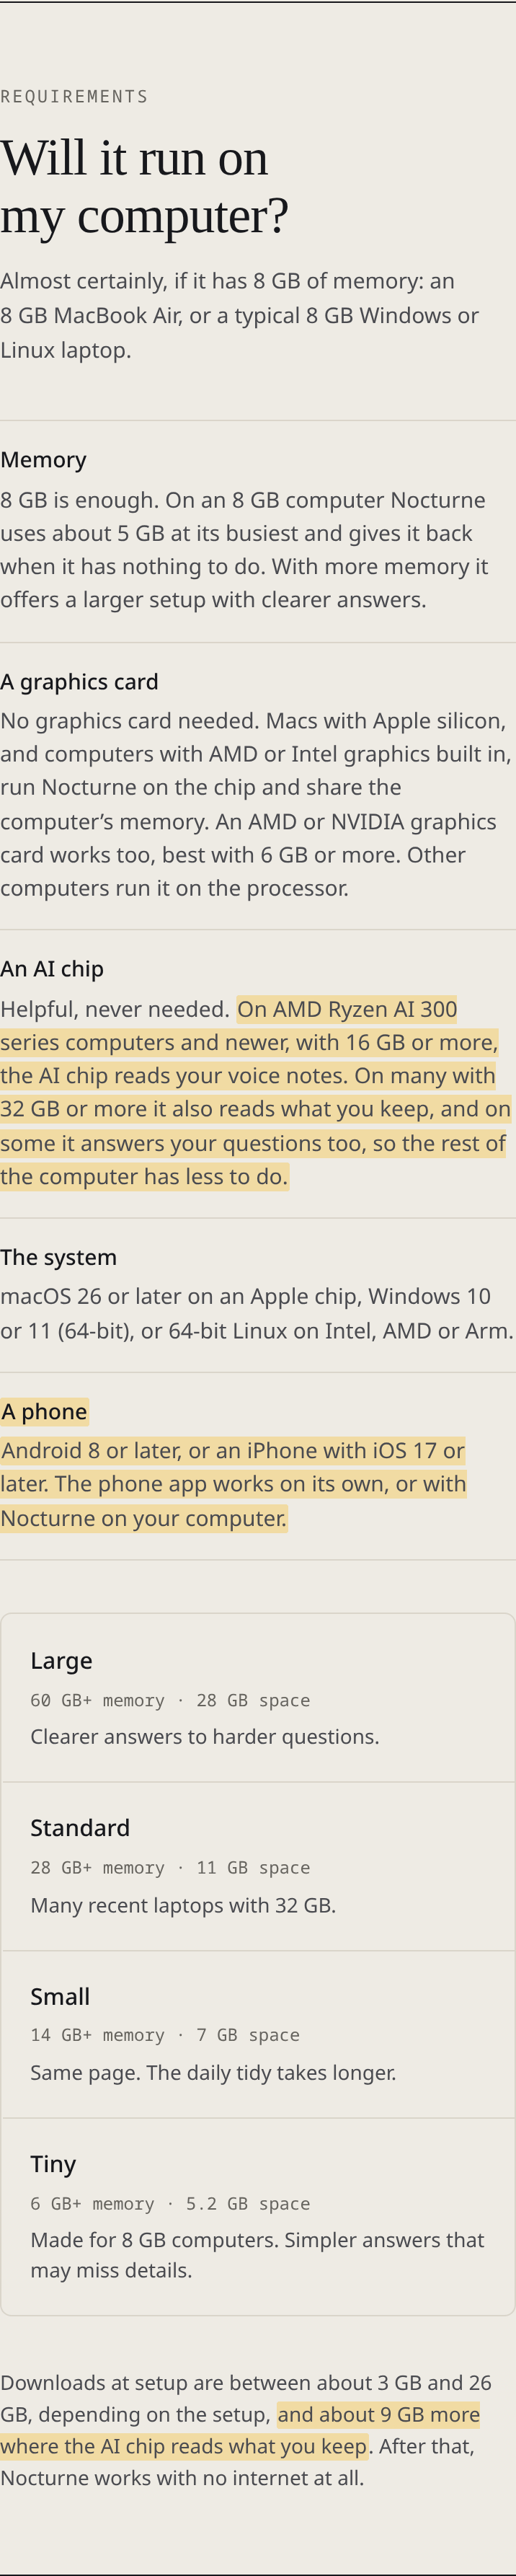 REQUIREMENTS
Will it run on
my computer?
Almost certainly, if it has 8 GB of memory: an
8 GB MacBook Air, or a typical 8 GB Windows or
Linux laptop.
Memory
8 GB is enough. On an 8 GB computer Nocturne
uses about 5 GB at its busiest and gives it back
when it has nothing to do. With more memory it
offers a larger setup with clearer answers.
A graphics card
No graphics card needed. Macs with Apple silicon,
and computers with AMD or Intel graphics built in,
run Nocturne on the chip and share the
computer’s memory. An AMD or NVIDIA graphics
card works too, best with 6 GB or more. Other
computers run it on the processor.
An AI chip
Helpful, never needed. On AMD Ryzen AI 300
series computers and newer, with 16 GB or more,
the AI chip reads your voice notes. On many with
32 GB or more it also reads what you keep, and on
some it answers your questions too, so the rest of
the computer has less to do.
The system
macOS 26 or later on an Apple chip, Windows 10
or 11 (64-bit), or 64-bit Linux on Intel, AMD or Arm.
A phone
Android 8 or later, or an iPhone with iOS 17 or
later. The phone app works on its own, or with
Nocturne on your computer.
Large
60 GB+ memory · 28 GB space
Clearer answers to harder questions.
Standard
28 GB+ memory · 11 GB space
Many recent laptops with 32 GB.
Small
14 GB+ memory · 7 GB space
Same page. The daily tidy takes longer.
Tiny
6 GB+ memory · 5.2 GB space
Made for 8 GB computers. Simpler answers that
may miss details.
Downloads at setup are between about 3 GB and 26
GB, depending on the setup, and about 9 GB more
where the AI chip reads what you keep. After that,
Nocturne works with no internet at all.